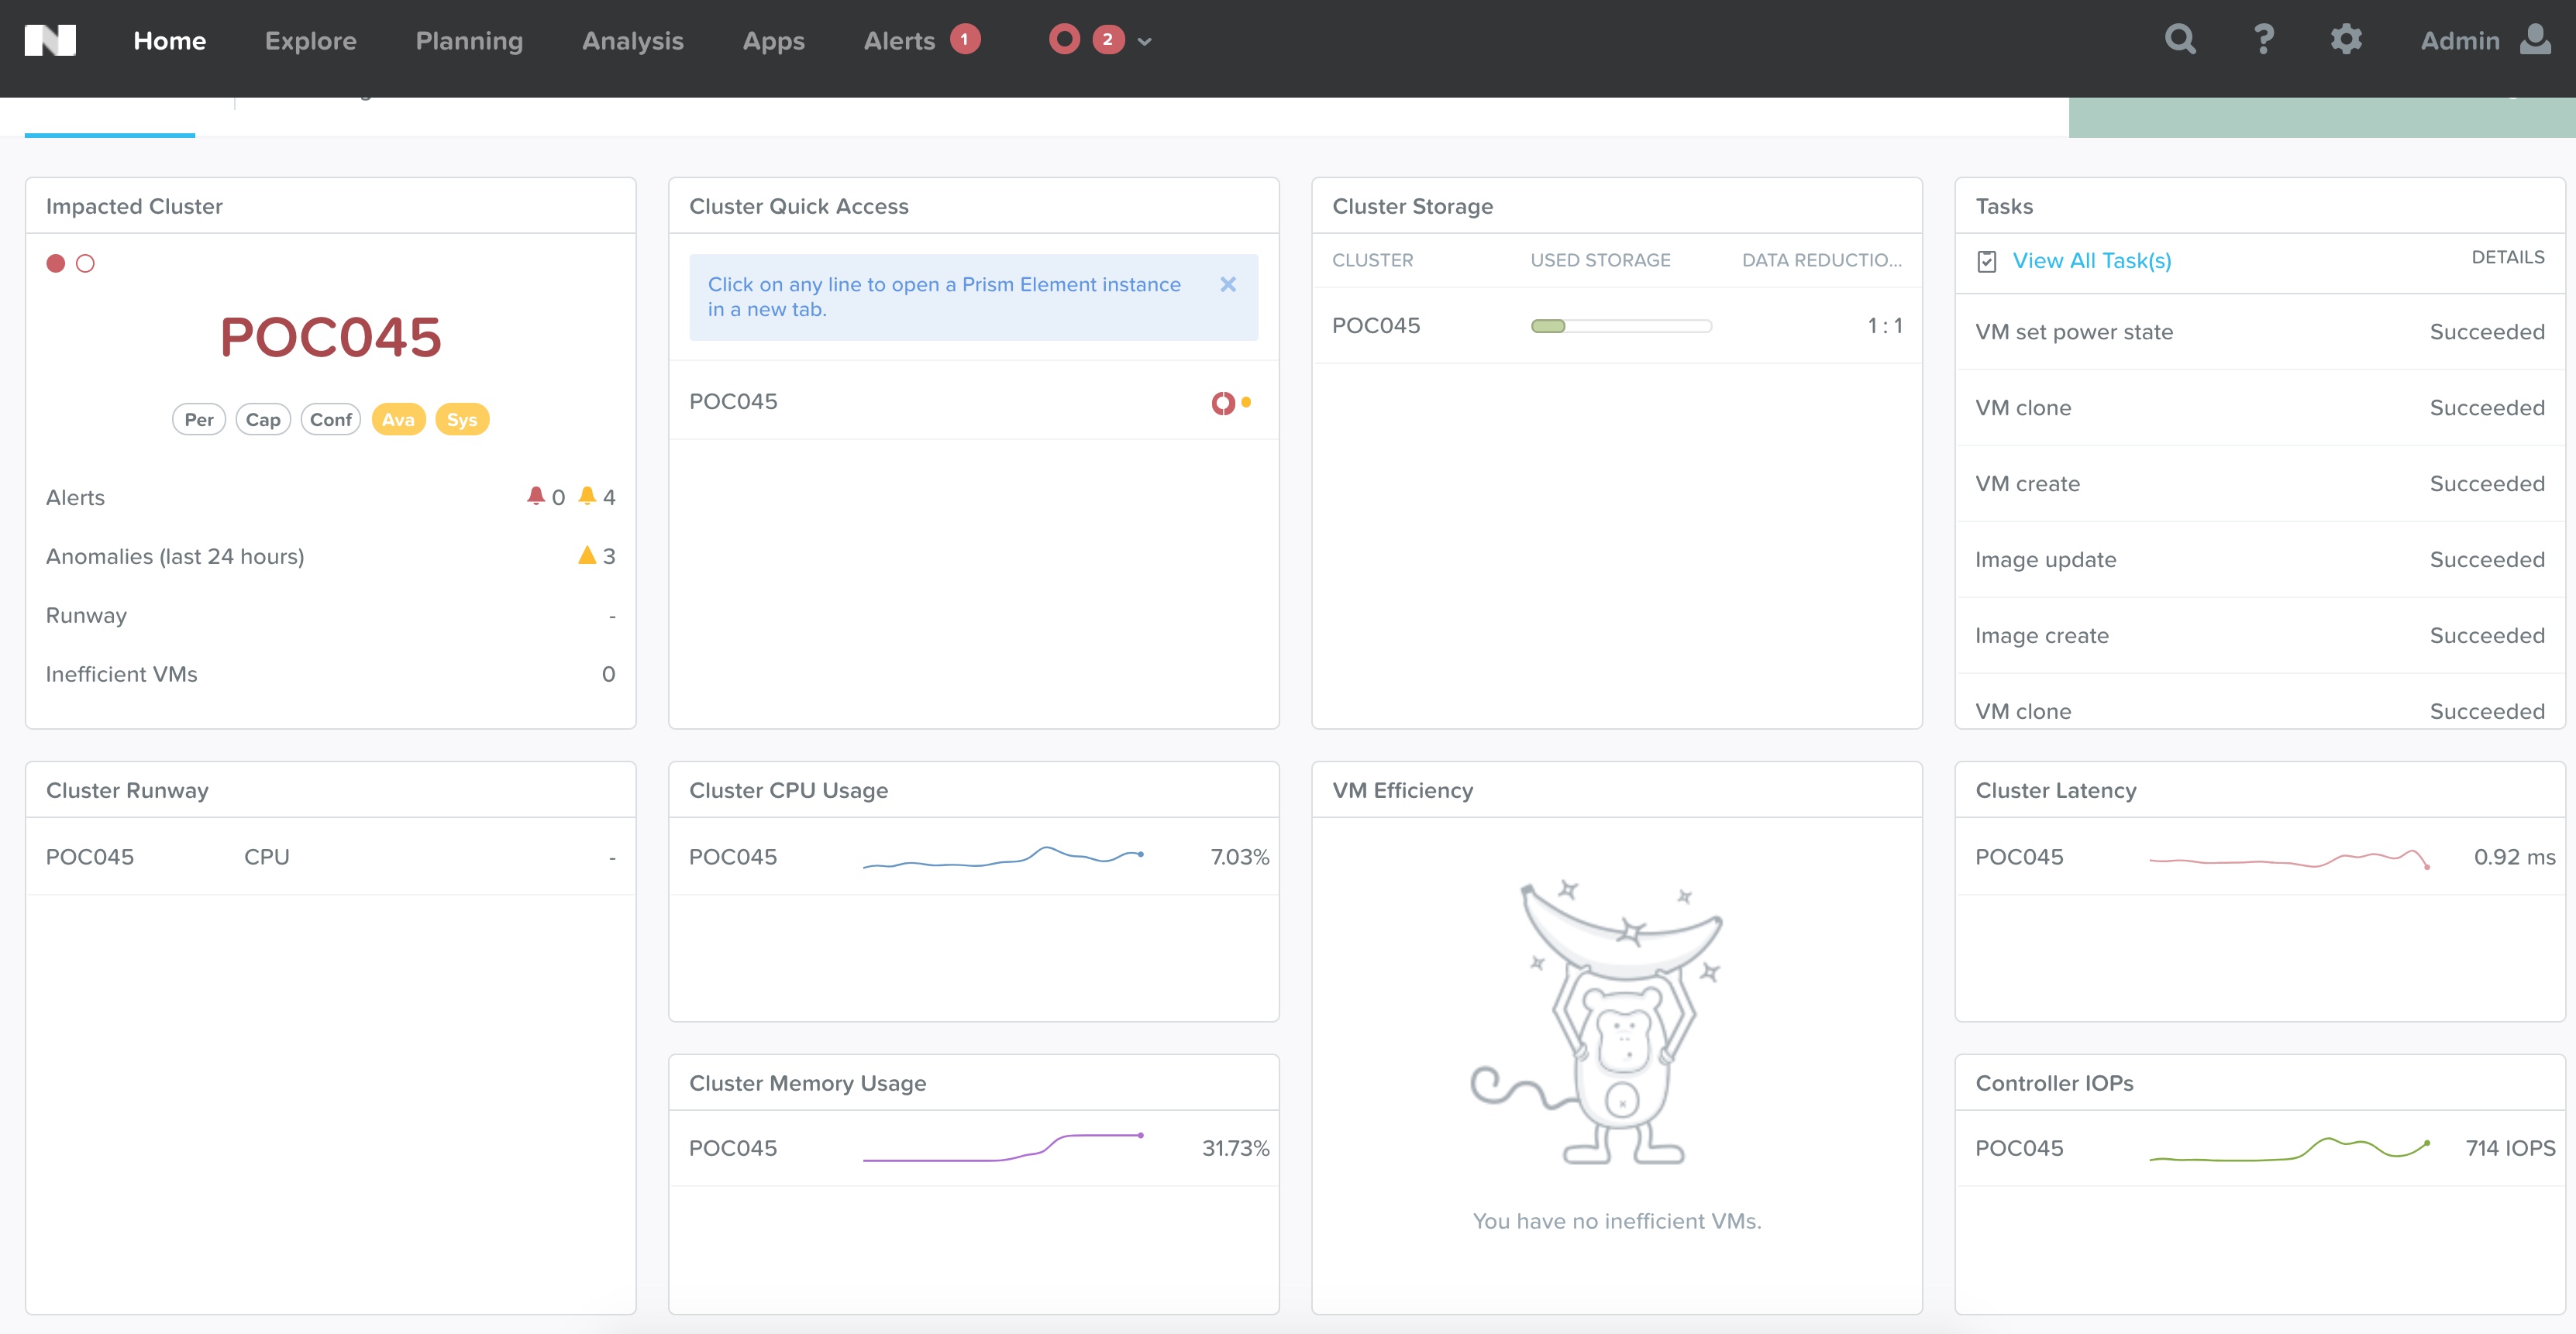 Home Explore Planning Analysis Apps Alerts 1 2 Admin
Impacted Cluster
POC045
Per Cap Conf Ava Sys
Alerts 0 4
Anomalies (last 24 hours) 3
Runway -
Inefficient VMs 0
Cluster Quick Access
Click on any line to open a Prism Element instance
in a new tab.
POC045
Cluster Storage
CLUSTER USED STORAGE DATA REDUCTIO...
POC045 1 : 1
Tasks
View All Task(s) DETAILS
VM set power state Succeeded
VM clone Succeeded
VM create Succeeded
Image update Succeeded
Image create Succeeded
VM clone Succeeded
Cluster Runway
POC045 CPU -
Cluster CPU Usage
POC045 7.03%
Cluster Memory Usage
POC045 31.73%
VM Efficiency
You have no inefficient VMs.
Cluster Latency
POC045 0.92 ms
Controller IOPs
POC045 714 IOPS